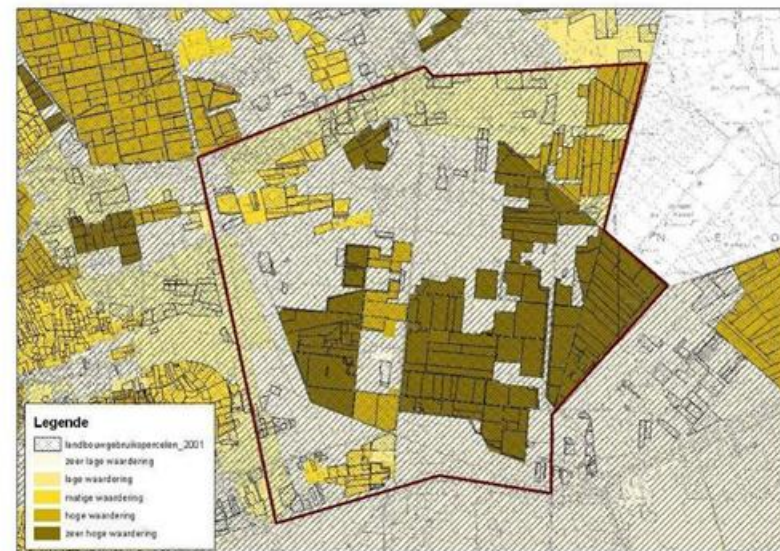 Legende
landbouwgebruikspercelen_2001
zeer lage waardering
lage waardering
matige waardering
hoge waardering
zeer hoge waardering